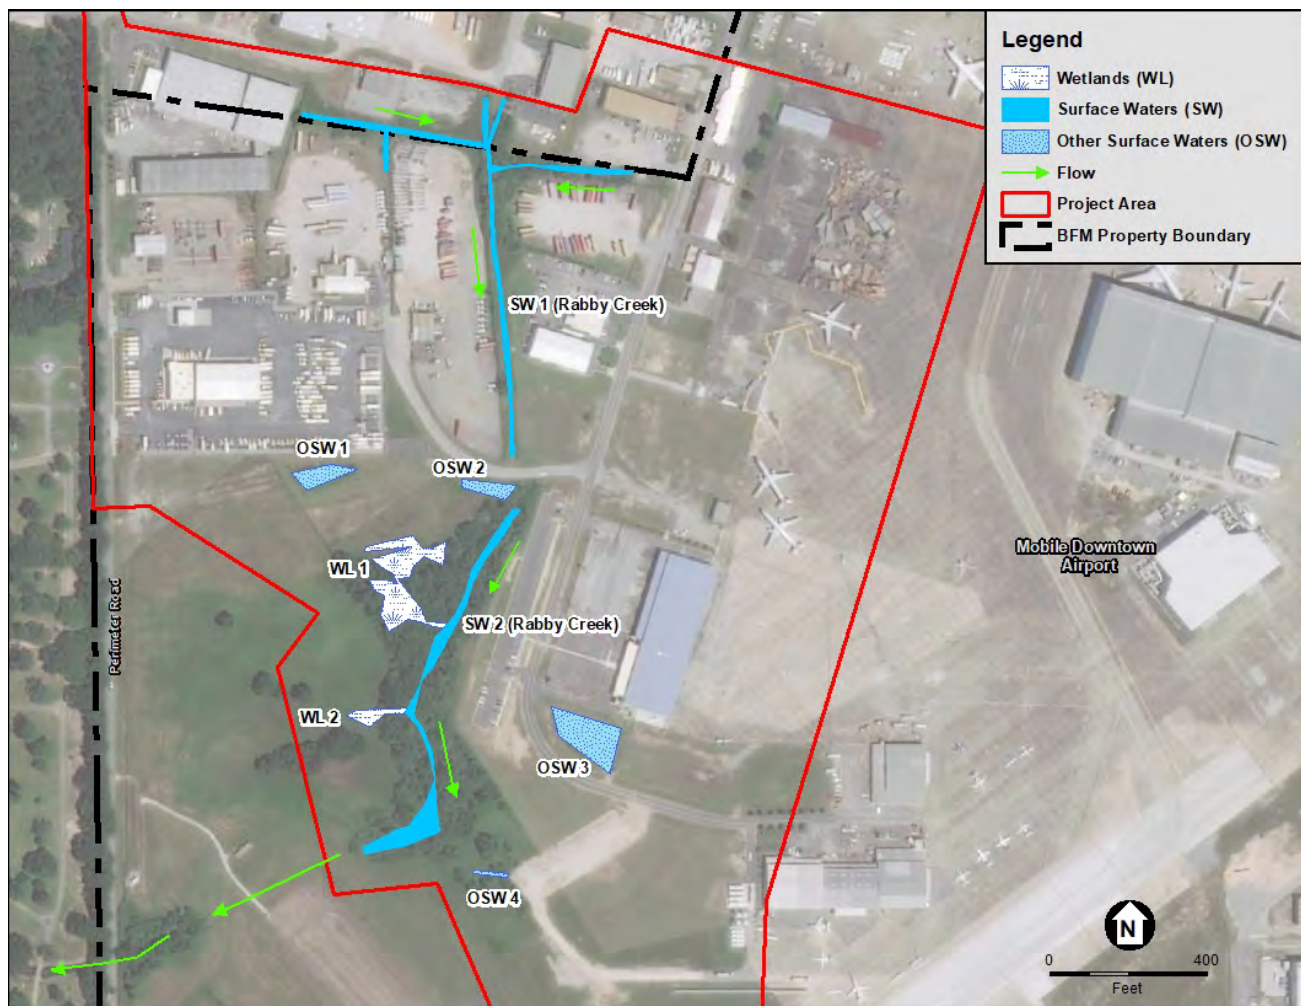 Legend
Wetlands (WL)
Surface Waters (SW)
Other Surface Waters (OSW)
Flow
Project Area
BFM Property Boundary
SW 1 (Rabby Creek)
OSW 1
OSW 2
WL 1
SW 2 (Rabby Creek)
WL 2
OSW 3
OSW 4
Perimeter Road
Mobile Downtown
Airport
N
0 400
Feet